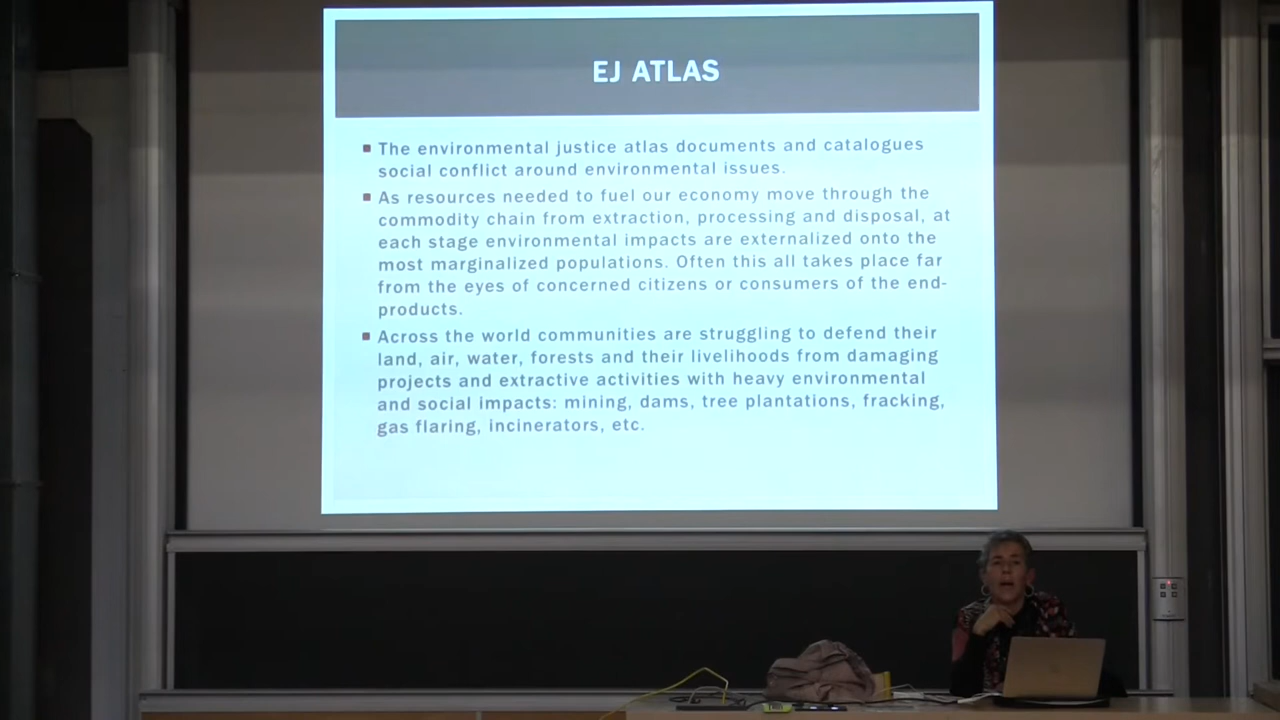 EJ ATLAS
The environmental justice atlas documents and catalogues
social conflict around environmental issues.
As resources needed to fuel our economy move through the
commodity chain from extraction, processing and disposal, at
each stage environmental impacts are externalized onto the
most marginalized populations. Often this all takes place far
from the eyes of concerned citizens or consumers of the end-
products.
Across the world communities are struggling to defend their
land, air, water, forests and their livelihoods from damaging
projects and extractive activities with heavy environmental
and social impacts: mining, dams, tree plantations, fracking,
gas flaring, incinerators, etc.